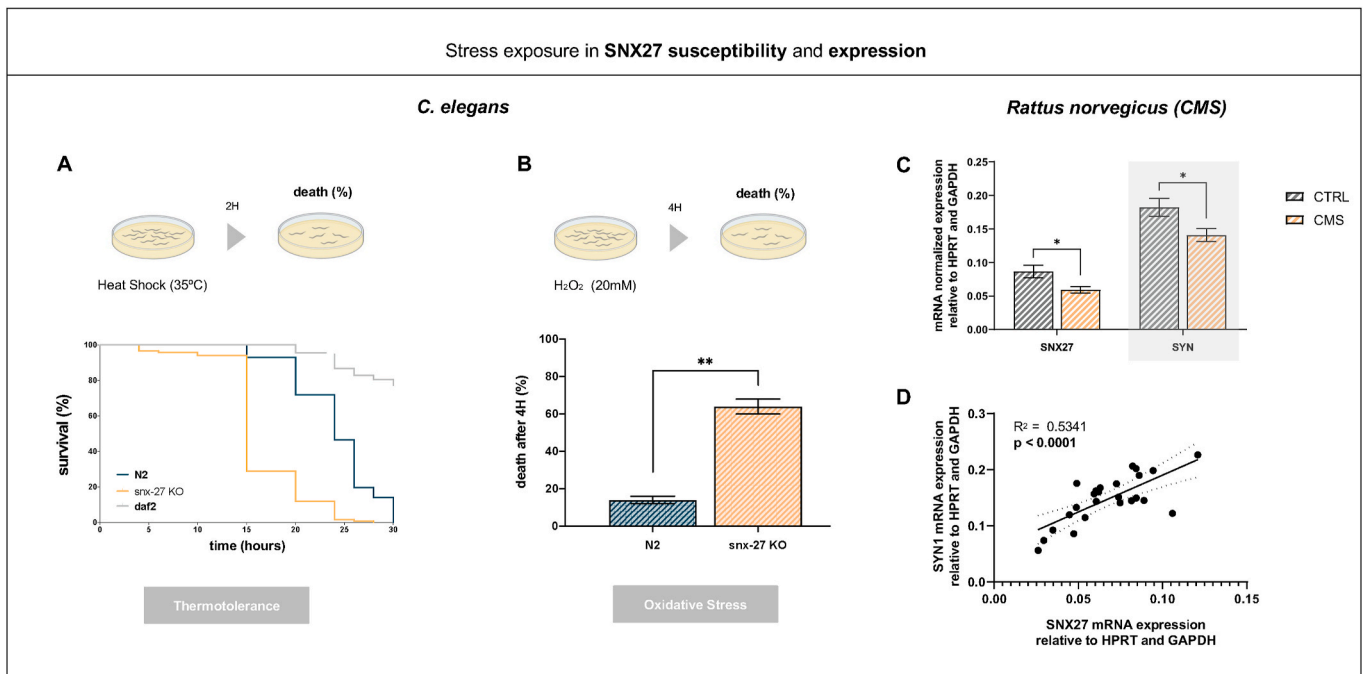 Stress exposure in SNX27 susceptibility and expression
C. elegans
Rattus norvegicus (CMS)
A
death (%)
2H
Heat Shock (35ºC)
survival (%)
100
80
60
40
20
0
N2
snx-27 KO
daf2
0
5
10
15
20
25
30
time (hours)
Thermotolerance
B
death (%)
4H
H₂O₂ (20mM)
death after 4H (%)
100
80
60
40
20
0
**
N2
snx-27 KO
Oxidative Stress
C
mRNA normalized expression
relative to HPRT and GAPDH
0.25
0.20
0.15
0.10
0.05
0.00
*
*
SNX27
SYN
CTRL
CMS
D
SYN1 mRNA expression
relative to HPRT and GAPDH
0.3
0.2
0.1
0.0
R² = 0.5341
p < 0.0001
0.00
0.05
0.10
0.15
SNX27 mRNA expression
relative to HPRT and GAPDH